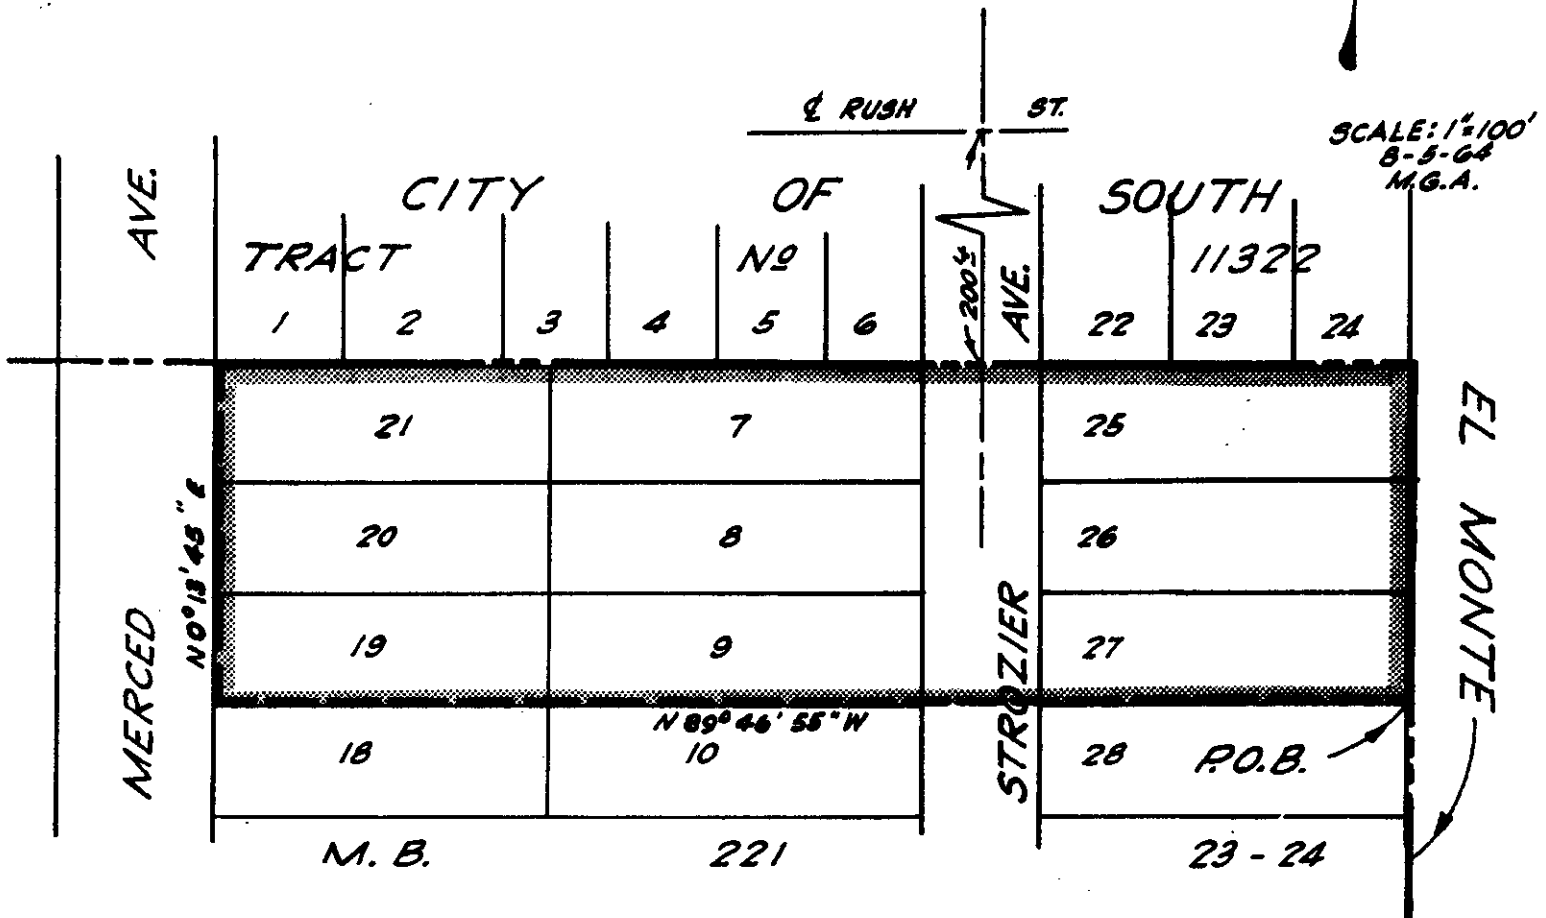 ℄ RUSH ST.
SCALE: 1"=100'
8-5-64
M.G.A.
AVE.
CITY OF SOUTH
TRACT Nº 11322
1 2 3 4 5 6 22 23 24
200'±
AVE.
21 7 25
20 8 26
19 9 27
N 0° 13' 45" E
N 89° 46' 55" W
18 10 28 P.O.B.
MERCED
STROZIER
EL MONTE
M. B. 221 23-24